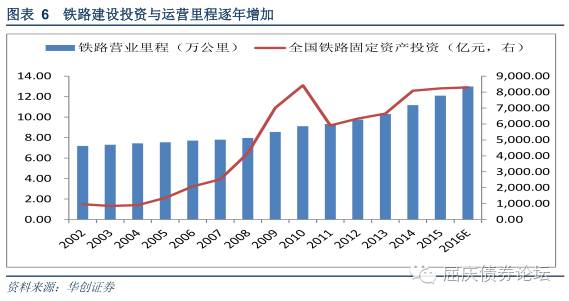 图表 6 铁路建设投资与运营里程逐年增加
铁路营业里程（万公里） 全国铁路固定资产投资（亿元，右）
14.00 9,000.00
12.00 8,000.00
10.00 7,000.00
8.00 6,000.00
6.00 5,000.00
4.00 4,000.00
2.00 3,000.00
0.00 2,000.00
1,000.00
0.00
2002 2003 2004 2005 2006 2007 2008 2009 2010 2011 2012 2013 2014 2015 2016E
屈庆债券论坛
资料来源：华创证券